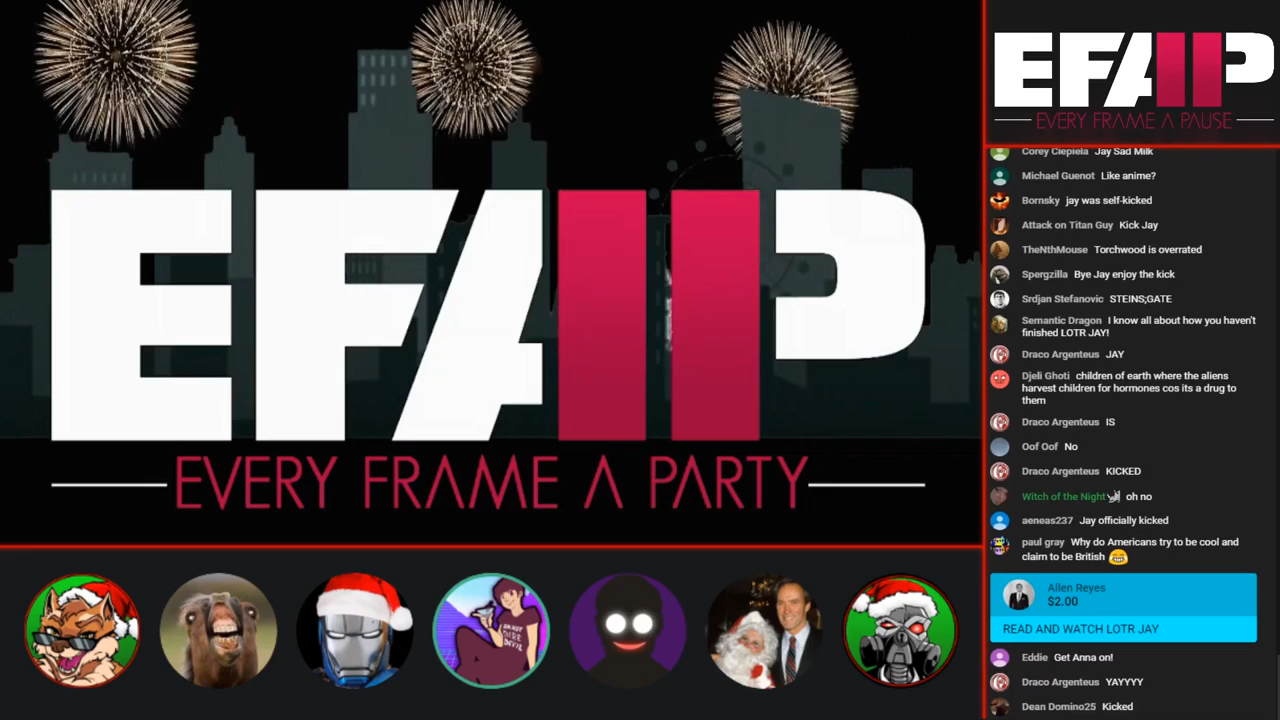 EFAP
EVERY FRAME A PARTY
EFAP
EVERY FRAME A PAUSE
Corey Ciepiela Jay Sad Milk
Michael Guenot Like anime?
Bornsky jay was self-kicked
Attack on Titan Guy Kick Jay
TheNthMouse Torchwood is overrated
Spergzilla Bye Jay enjoy the kick
Srdjan Stefanovic STEINS;GATE
Semantic Dragon I know all about how you haven't
finished LOTR JAY!
Draco Argenteus JAY
Djeli Ghoti children of earth where the aliens
harvest children for hormones cos its a drug to
them
Draco Argenteus IS
Oof Oof No
Draco Argenteus KICKED
Witch of the Night oh no
aeneas237 Jay officially kicked
paul gray Why do Americans try to be cool and
claim to be British 😁
Allen Reyes
$2.00
READ AND WATCH LOTR JAY
Eddie Get Anna on!
Draco Argenteus YAYYYY
Dean Domino25 Kicked